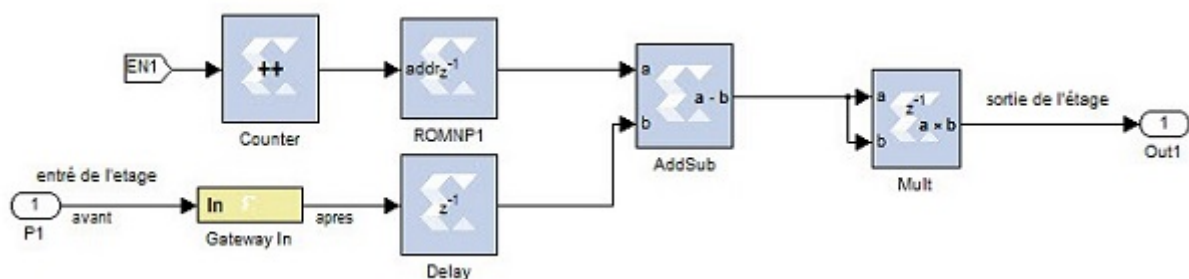 EN1
++
Counter
addr z-1
ROMNP1
a
b
a - b
AddSub
a
b
z-1
a × b
Mult
sortie de l'étage
1
Out1
entré de l'etage
1
P1
avant
In
Gateway In
apres
z-1
Delay